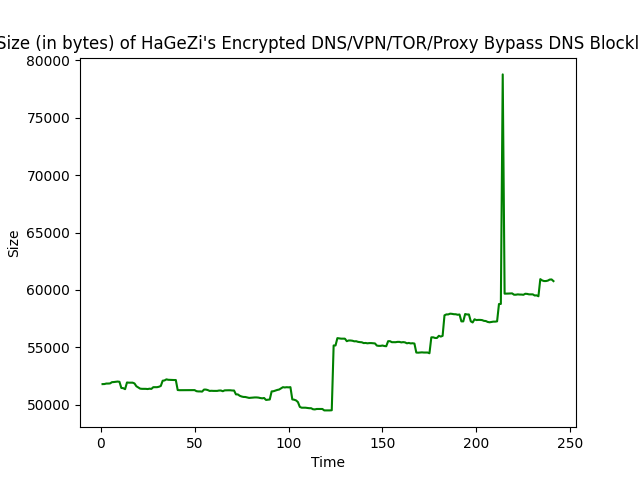 Size (in bytes) of HaGeZi's Encrypted DNS/VPN/TOR/Proxy Bypass DNS Blockl
80000
75000
70000
65000
60000
55000
50000
Size
0 50 100 150 200 250
Time